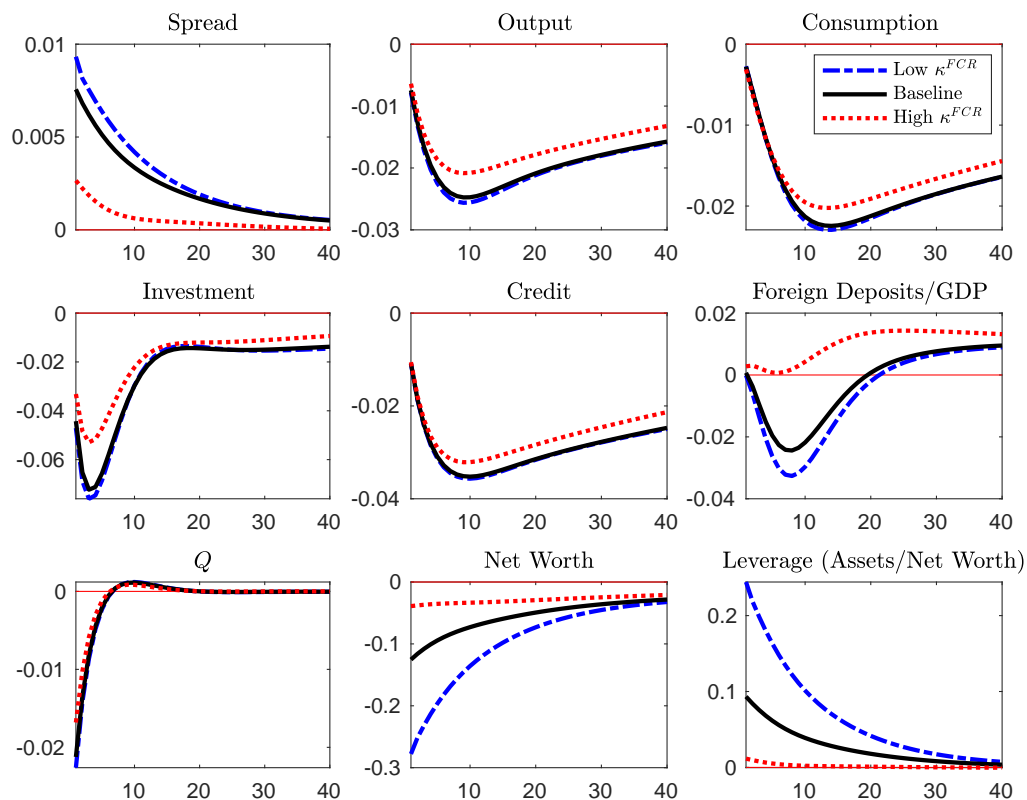 Spread
0.01
0.005
0
10 20 30 40
Output
0
-0.01
-0.02
-0.03
10 20 30 40
Consumption
0
-0.01
-0.02
10 20 30 40
Low κ^FCR
Baseline
High κ^FCR
Investment
0
-0.02
-0.04
-0.06
10 20 30 40
Credit
0
-0.02
-0.04
10 20 30 40
Foreign Deposits/GDP
0.02
0
-0.02
-0.04
10 20 30 40
Q
0
-0.01
-0.02
10 20 30 40
Net Worth
0
-0.1
-0.2
-0.3
10 20 30 40
Leverage (Assets/Net Worth)
0.2
0.1
0
10 20 30 40